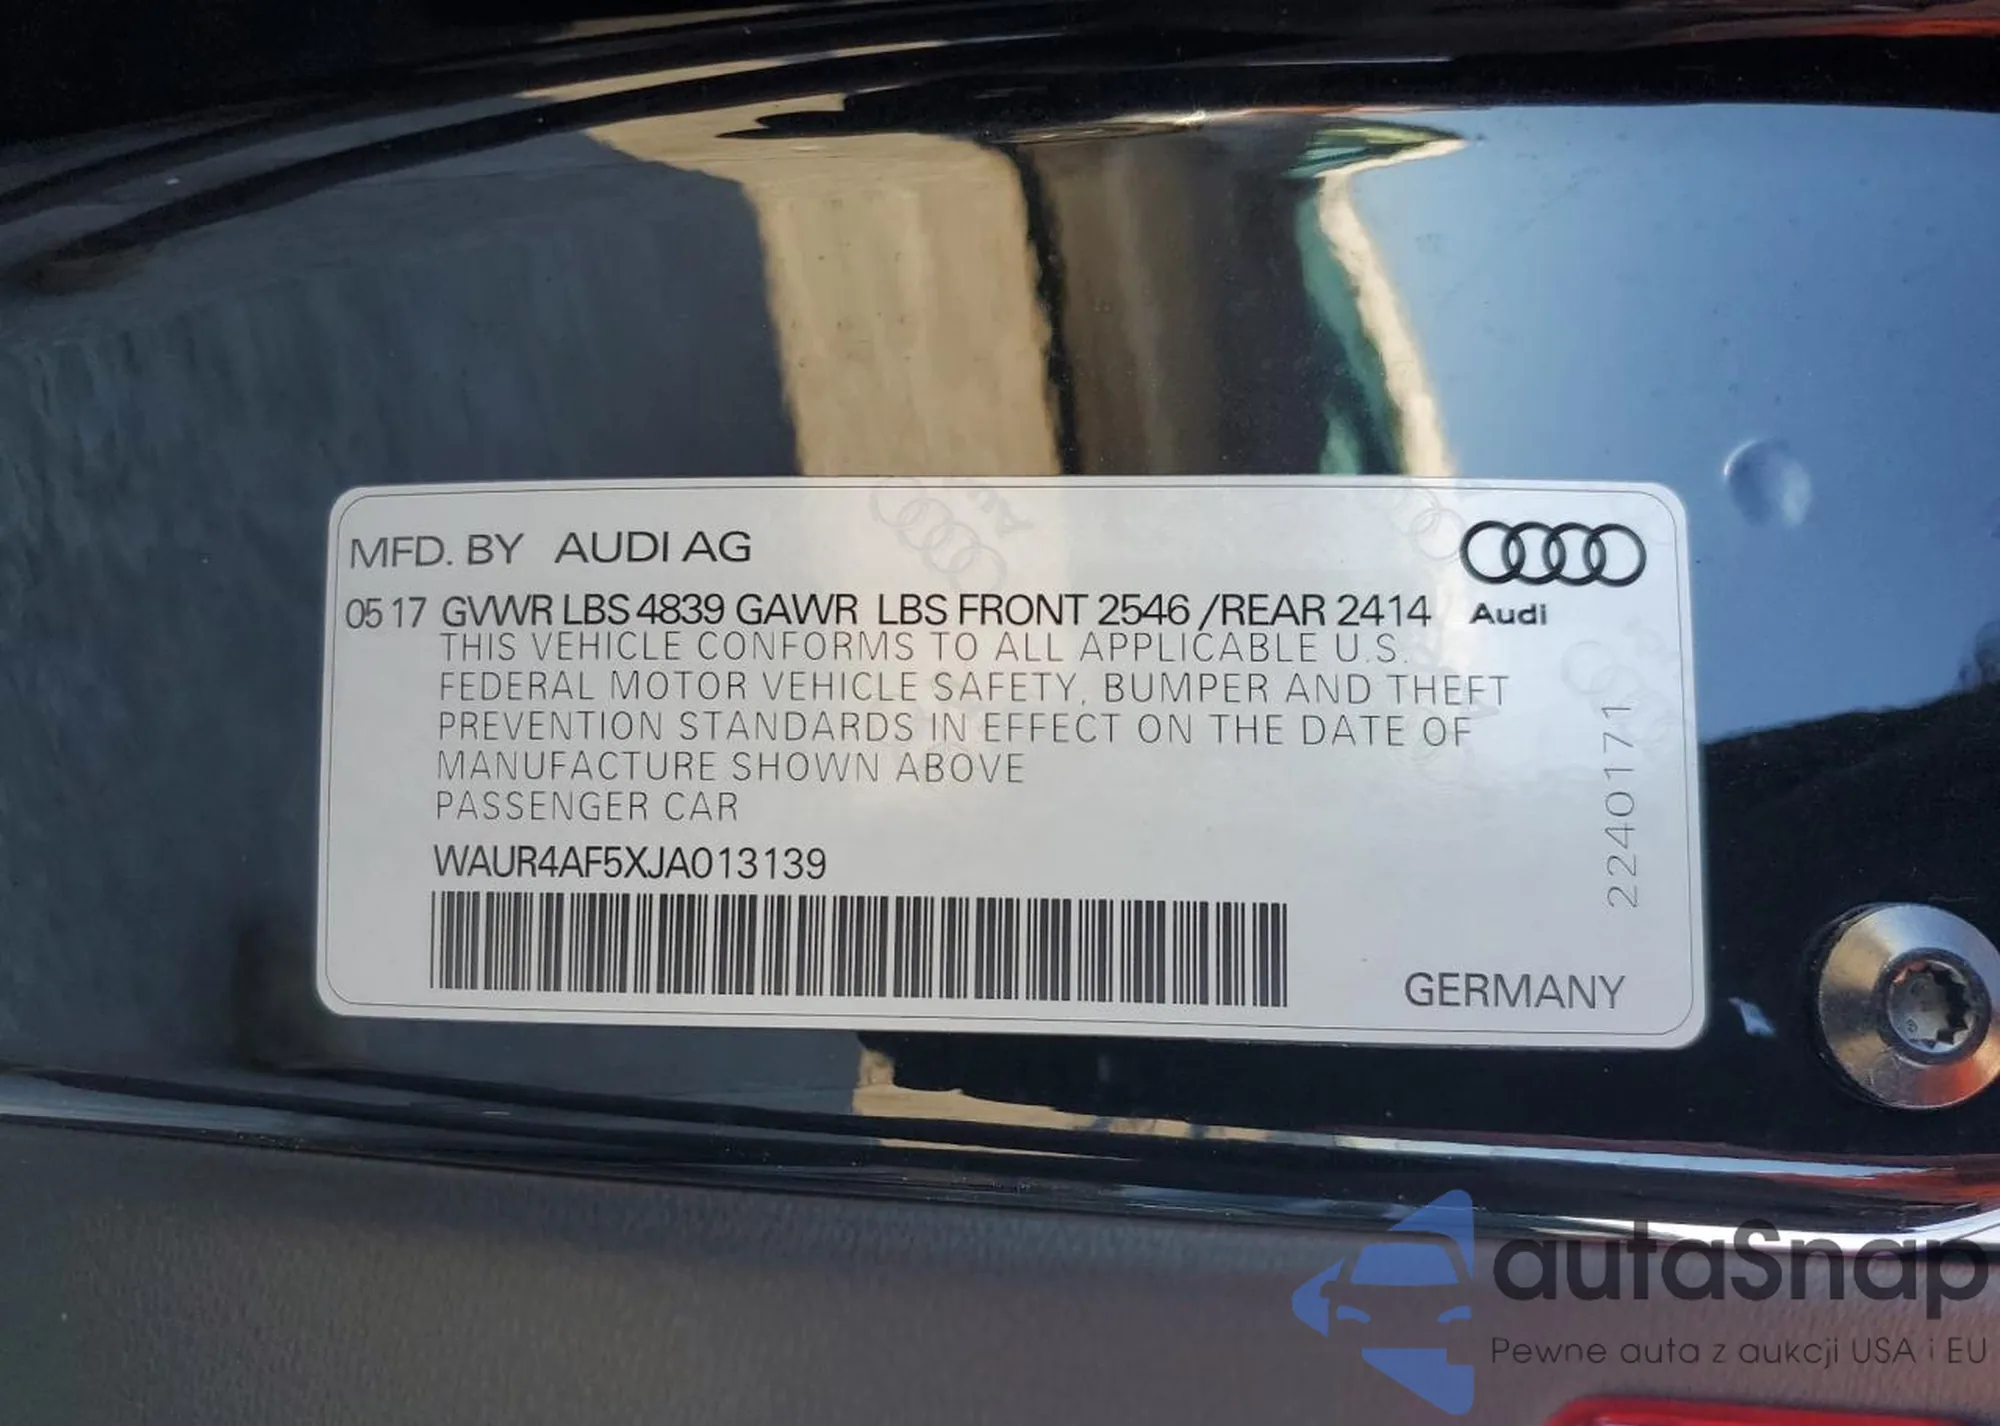 MFD. BY AUDI AG
05 17 GVWR LBS 4839 GAWR LBS FRONT 2546 /REAR 2414
Audi
THIS VEHICLE CONFORMS TO ALL APPLICABLE U.S.
FEDERAL MOTOR VEHICLE SAFETY, BUMPER AND THEFT
PREVENTION STANDARDS IN EFFECT ON THE DATE OF
MANUFACTURE SHOWN ABOVE
PASSENGER CAR
WAUR4AF5XJA013139
22401771
GERMANY
autaSnap
Pewne auta z aukcji USA i EU